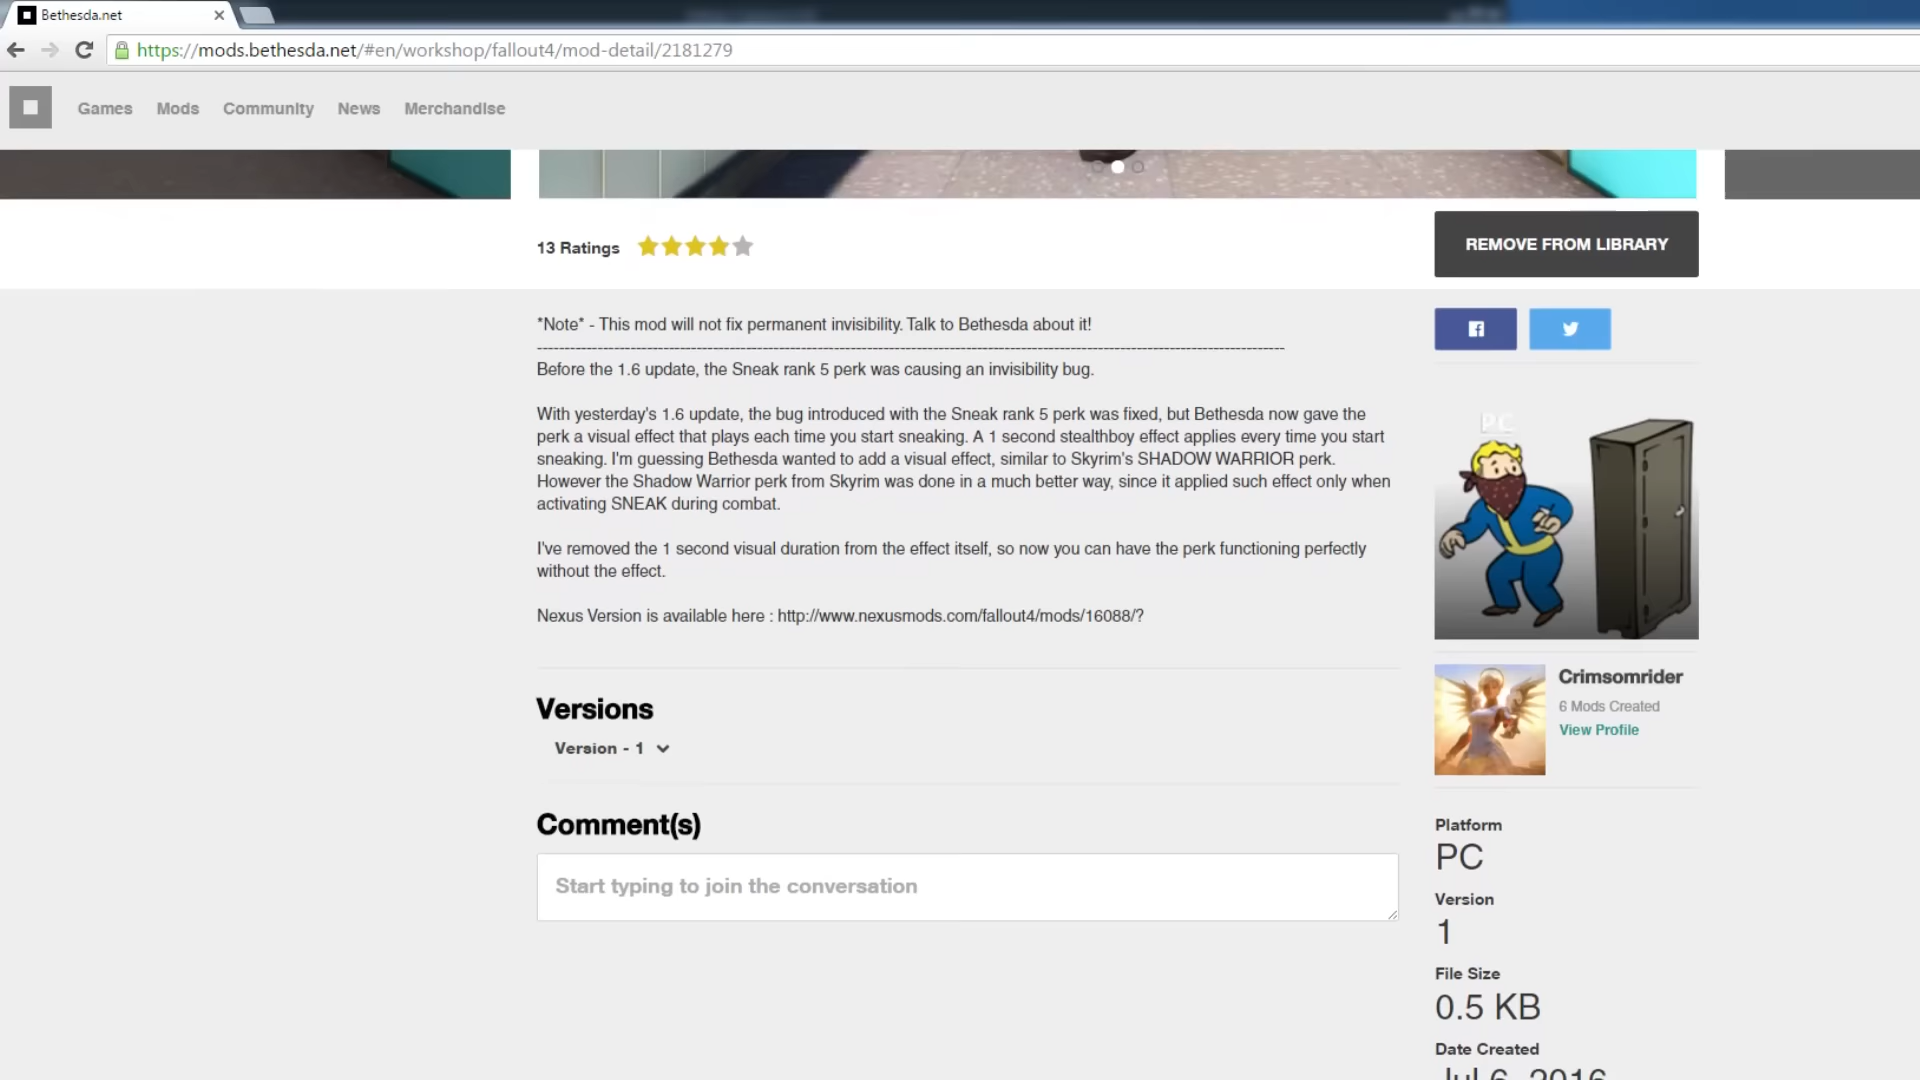 Bethesda.net
https://mods.bethesda.net/#en/workshop/fallout4/mod-detail/2181279
Games Mods Community News Merchandise
13 Ratings
REMOVE FROM LIBRARY
*Note* - This mod will not fix permanent invisibility. Talk to Bethesda about it!
Before the 1.6 update, the Sneak rank 5 perk was causing an invisibility bug.
With yesterday's 1.6 update, the bug introduced with the Sneak rank 5 perk was fixed, but Bethesda now gave the
perk a visual effect that plays each time you start sneaking. A 1 second stealthboy effect applies every time you start
sneaking. I'm guessing Bethesda wanted to add a visual effect, similar to Skyrim's SHADOW WARRIOR perk.
However the Shadow Warrior perk from Skyrim was done in a much better way, since it applied such effect only when
activating SNEAK during combat.
I've removed the 1 second visual duration from the effect itself, so now you can have the perk functioning perfectly
without the effect.
Nexus Version is available here : http://www.nexusmods.com/fallout4/mods/16088/?
Versions
Version - 1
Comment(s)
Start typing to join the conversation
PC
Crimsomrider
6 Mods Created
View Profile
Platform
PC
Version
1
File Size
0.5 KB
Date Created
Jul 6, 2016